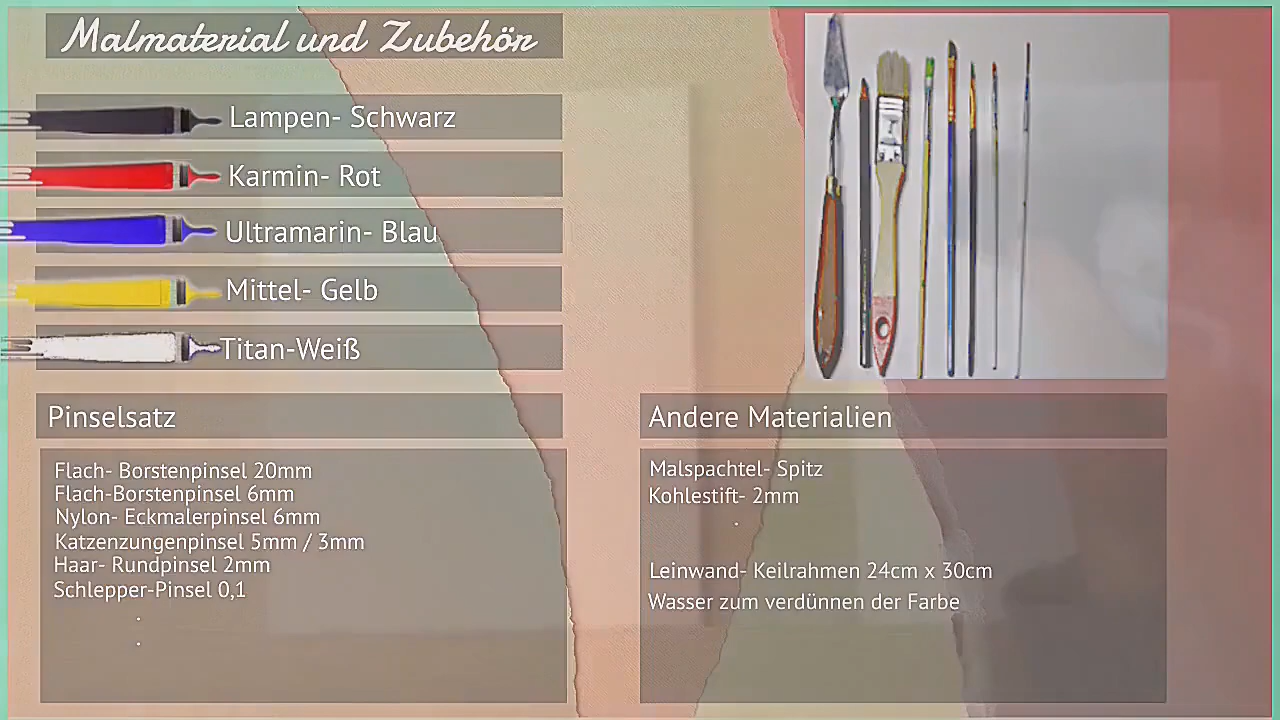 Malmaterial und Zubehör
Lampen- Schwarz
Karmin- Rot
Ultramarin- Blau
Mittel- Gelb
Titan-Weiß
Pinselsatz
Flach- Borstenpinsel 20mm
Flach-Borstenpinsel 6mm
Nylon- Eckmalerpinsel 6mm
Katzenzungenpinsel 5mm / 3mm
Haar- Rundpinsel 2mm
Schlepper-Pinsel 0,1
.
.
Andere Materialien
Malspachtel- Spitz
Kohlestift- 2mm
.
Leinwand- Keilrahmen 24cm x 30cm
Wasser zum verdünnen der Farbe